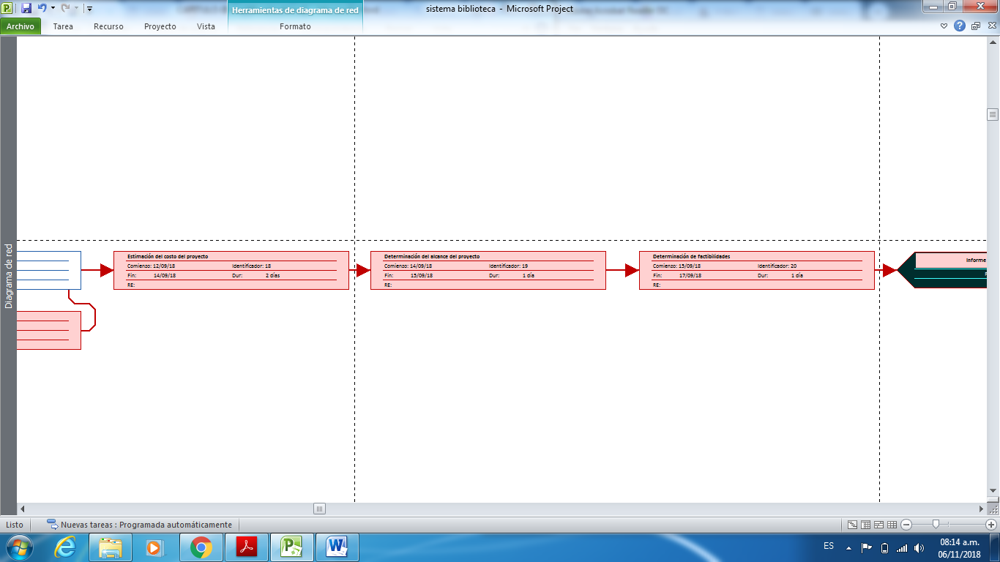 Herramientas de diagrama de red
sistema biblioteca - Microsoft Project
Archivo
Tarea
Recurso
Proyecto
Vista
Formato
Diagrama de red
Estimación del costo del proyecto
Comienzo: 12/09/18 Identificador: 18
Fin: 14/09/18 Dur: 2 días
RE:
Determinación del alcance del proyecto
Comienzo: 14/09/18 Identificador: 19
Fin: 15/09/18 Dur: 1 día
RE:
Determinación de factibilidades
Comienzo: 15/09/18 Identificador: 20
Fin: 17/09/18 Dur: 1 día
RE:
Informe
Listo
Nuevas tareas : Programada automáticamente
ES
08:14 a.m.
06/11/2018